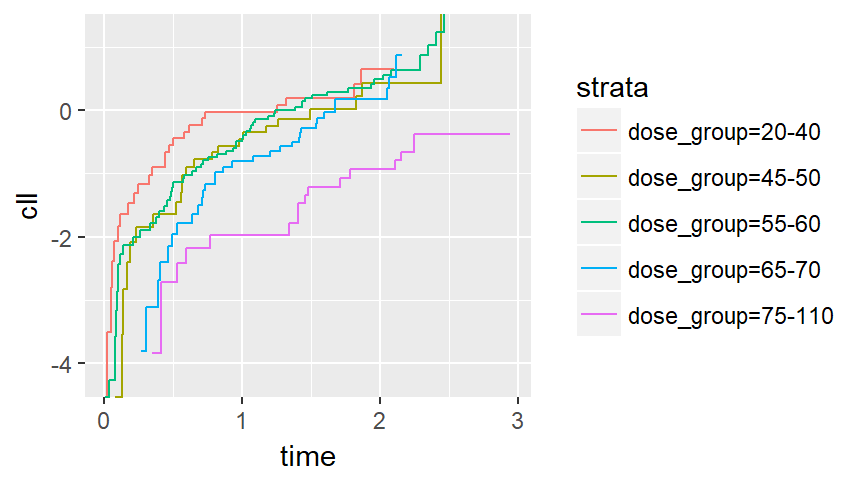 cll
0
-2
-4
0
1
2
3
time
strata
dose_group=20-40
dose_group=45-50
dose_group=55-60
dose_group=65-70
dose_group=75-110